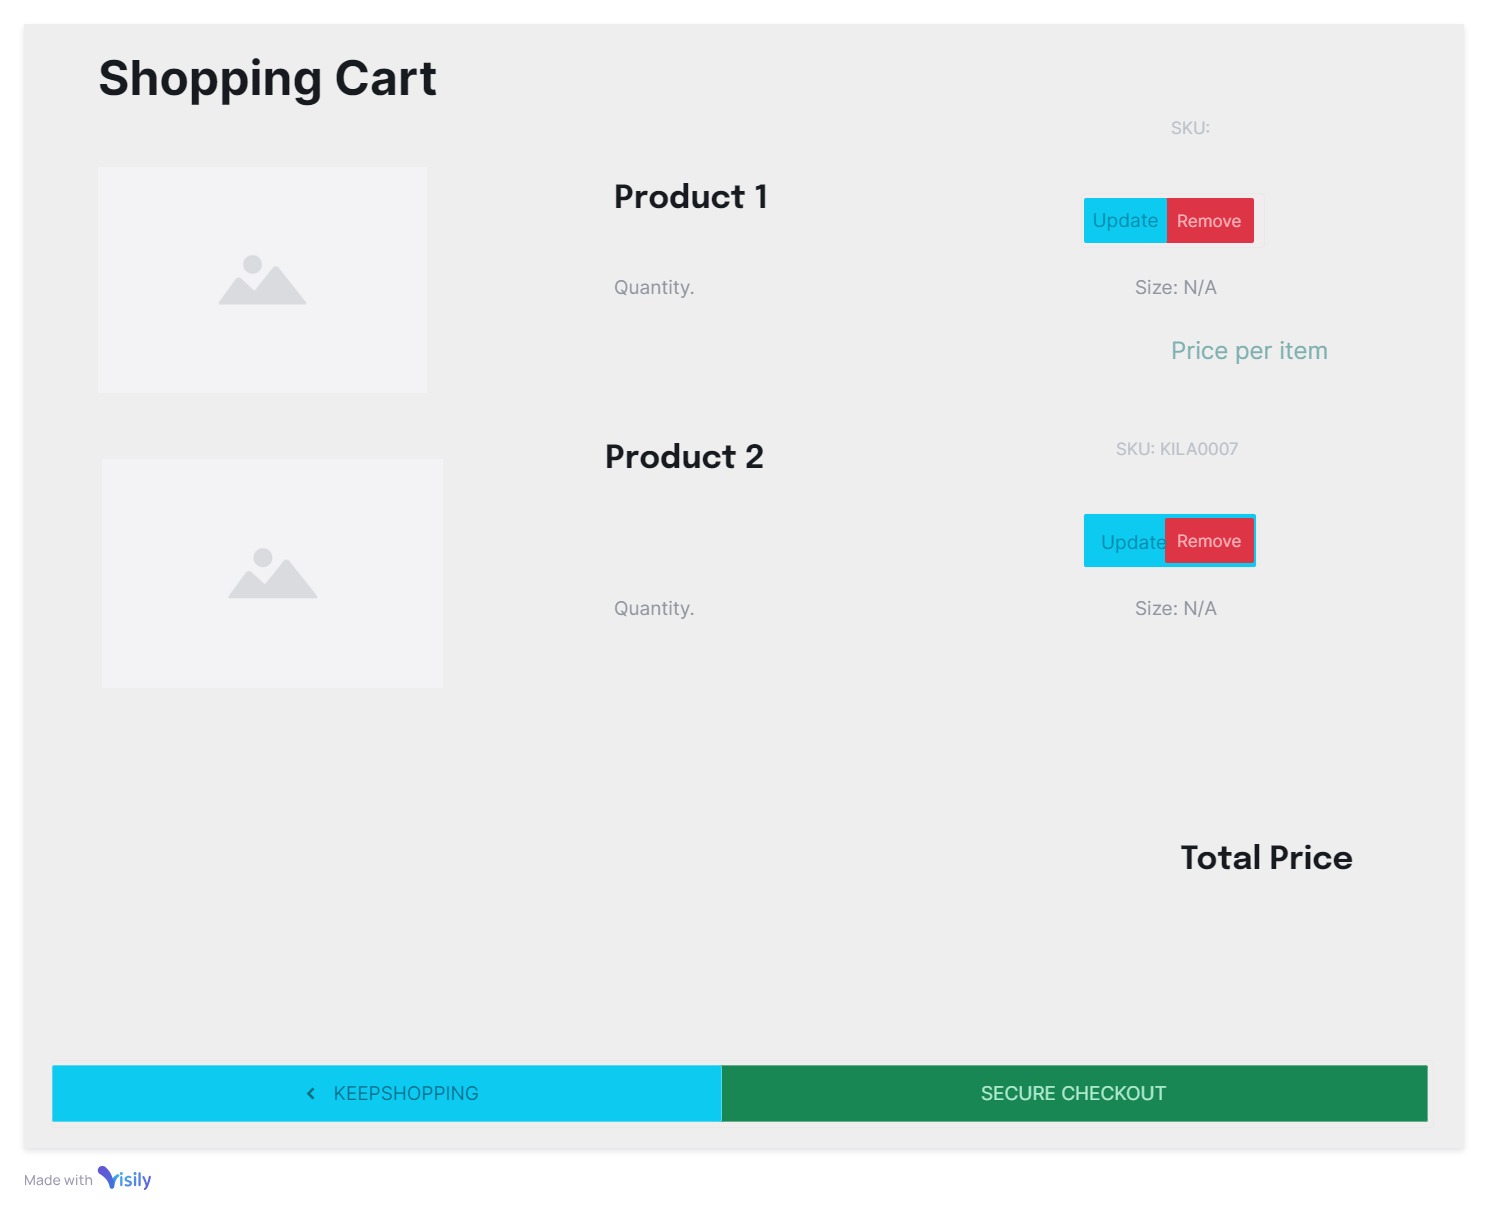 Shopping Cart
SKU:
Product 1
Update Remove
Quantity.
Size: N/A
Price per item
Product 2
SKU: KILA0007
Update Remove
Quantity.
Size: N/A
Total Price
KEEPSHOPPING
SECURE CHECKOUT
Made with Visily